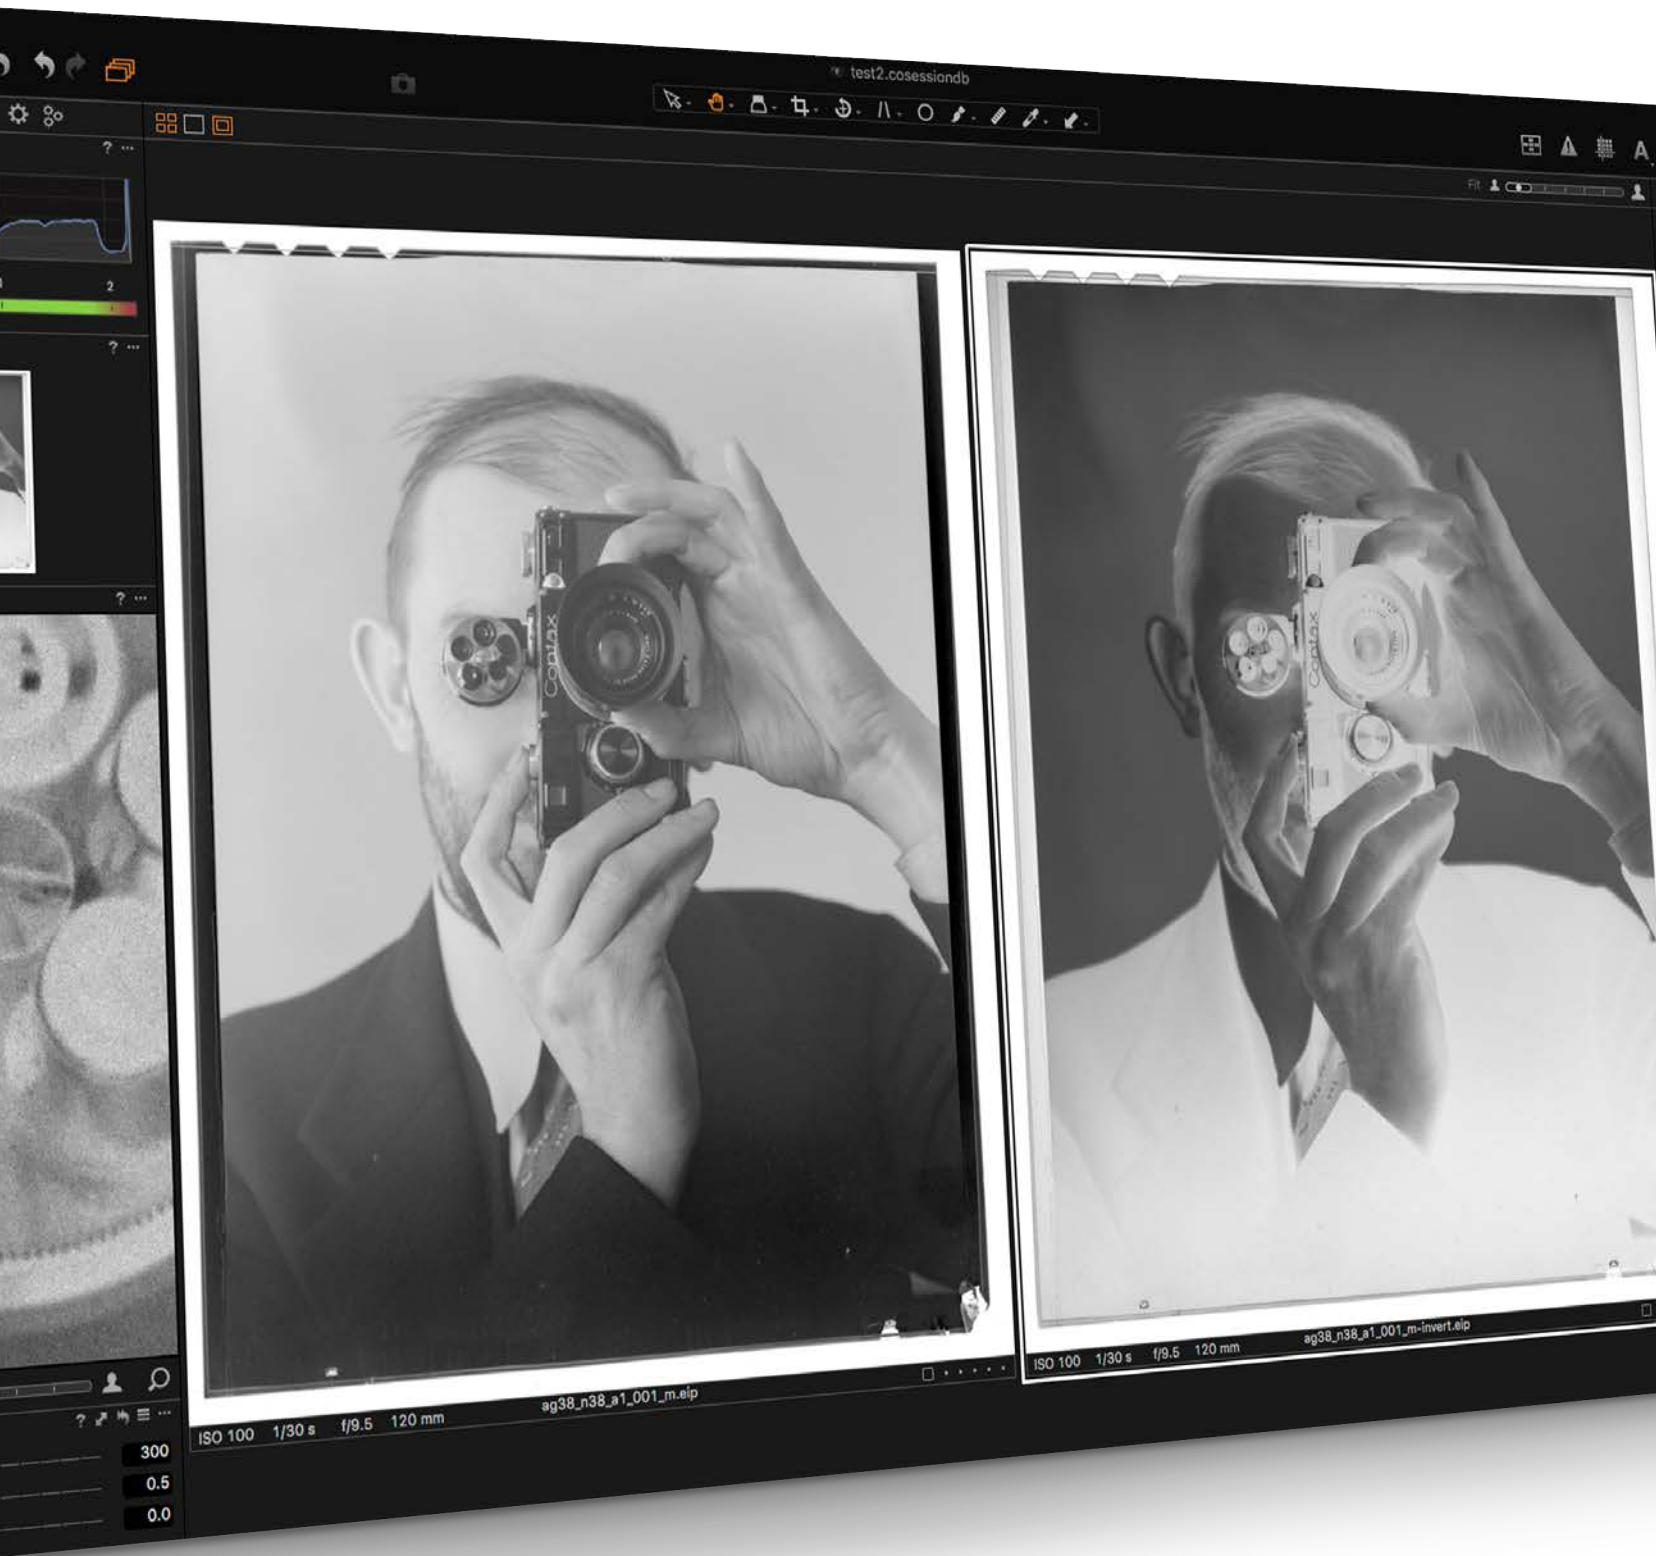 test2.cosessiondb
A
Fit
? ...
2
? ...
? ...
Contax
Contax
ISO 100 1/30 s f/9.5 120 mm
ag38_n38_a1_001_m.eip
ISO 100 1/30 s f/9.5 120 mm
ag38_n38_a1_001_m-invert.eip
? ...
300
0.5
0.0